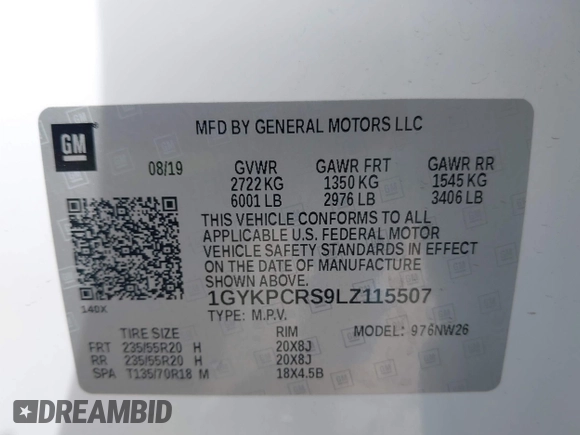 MFD BY GENERAL MOTORS LLC
GM
08/19 GVWR GAWR FRT GAWR RR
2722 KG 1350 KG 1545 KG
6001 LB 2976 LB 3406 LB
THIS VEHICLE CONFORMS TO ALL
APPLICABLE U.S. FEDERAL MOTOR
VEHICLE SAFETY STANDARDS IN EFFECT
ON THE DATE OF MANUFACTURE
SHOWN ABOVE.
1GYKPCRS9LZ115507
140X
TYPE: M.P.V.
MODEL: 976NW26
TIRE SIZE RIM
FRT 235/55R20 H 20X8J
RR 235/55R20 H 20X8J
SPA T135/70R18 M 18X4.5B
DREAMBID